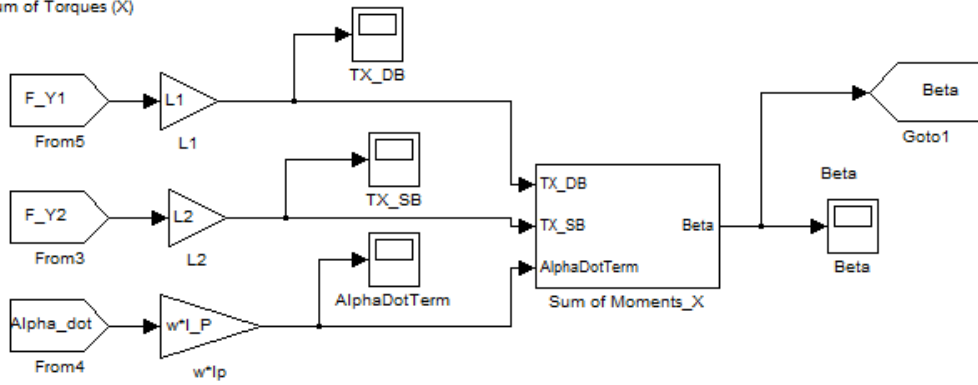 um of Torques (X)
TX_DB
F_Y1
L1
From5
L1
Beta
Goto1
TX_SB
F_Y2
L2
From3
L2
TX_DB
TX_SB
Beta
AlphaDotTerm
Sum of Moments_X
Beta
Beta
AlphaDotTerm
Alpha_dot
w*I_P
From4
w*Ip